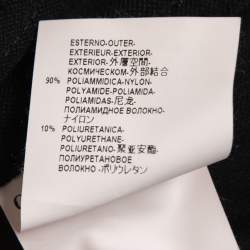 ESTERNO-OUTER-
EXTERIEUR-EXTERIOR-
EXTERIOR-外層空間-
КОСМИЧЕСКОМ-外部結合
90% POLIAMMIDICA-NYLON-
POLYAMIDE-POLIAMIDA-
POLIAMIDAS-尼龙-
ПОЛИАМИДНОЕ ВОЛОКНО-
ナイロン
10% POLIURETANICA-
POLYURETHANE-
POLIURETANO-聚亚安酯-
ПОЛИУРЕТАНОВОЕ
ВОЛОКНО -ポリウレタン